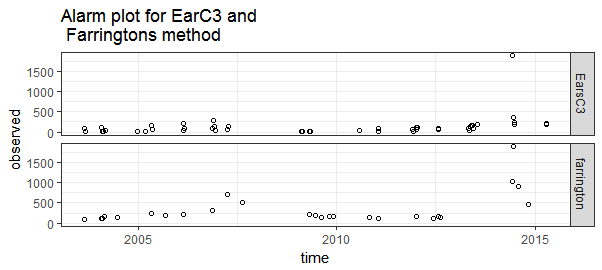 Alarm plot for EarC3 and
Farringtons method
observed
1500
1000
500
0
EarsC3
1500
1000
500
0
farrington
2005
2010
2015
time